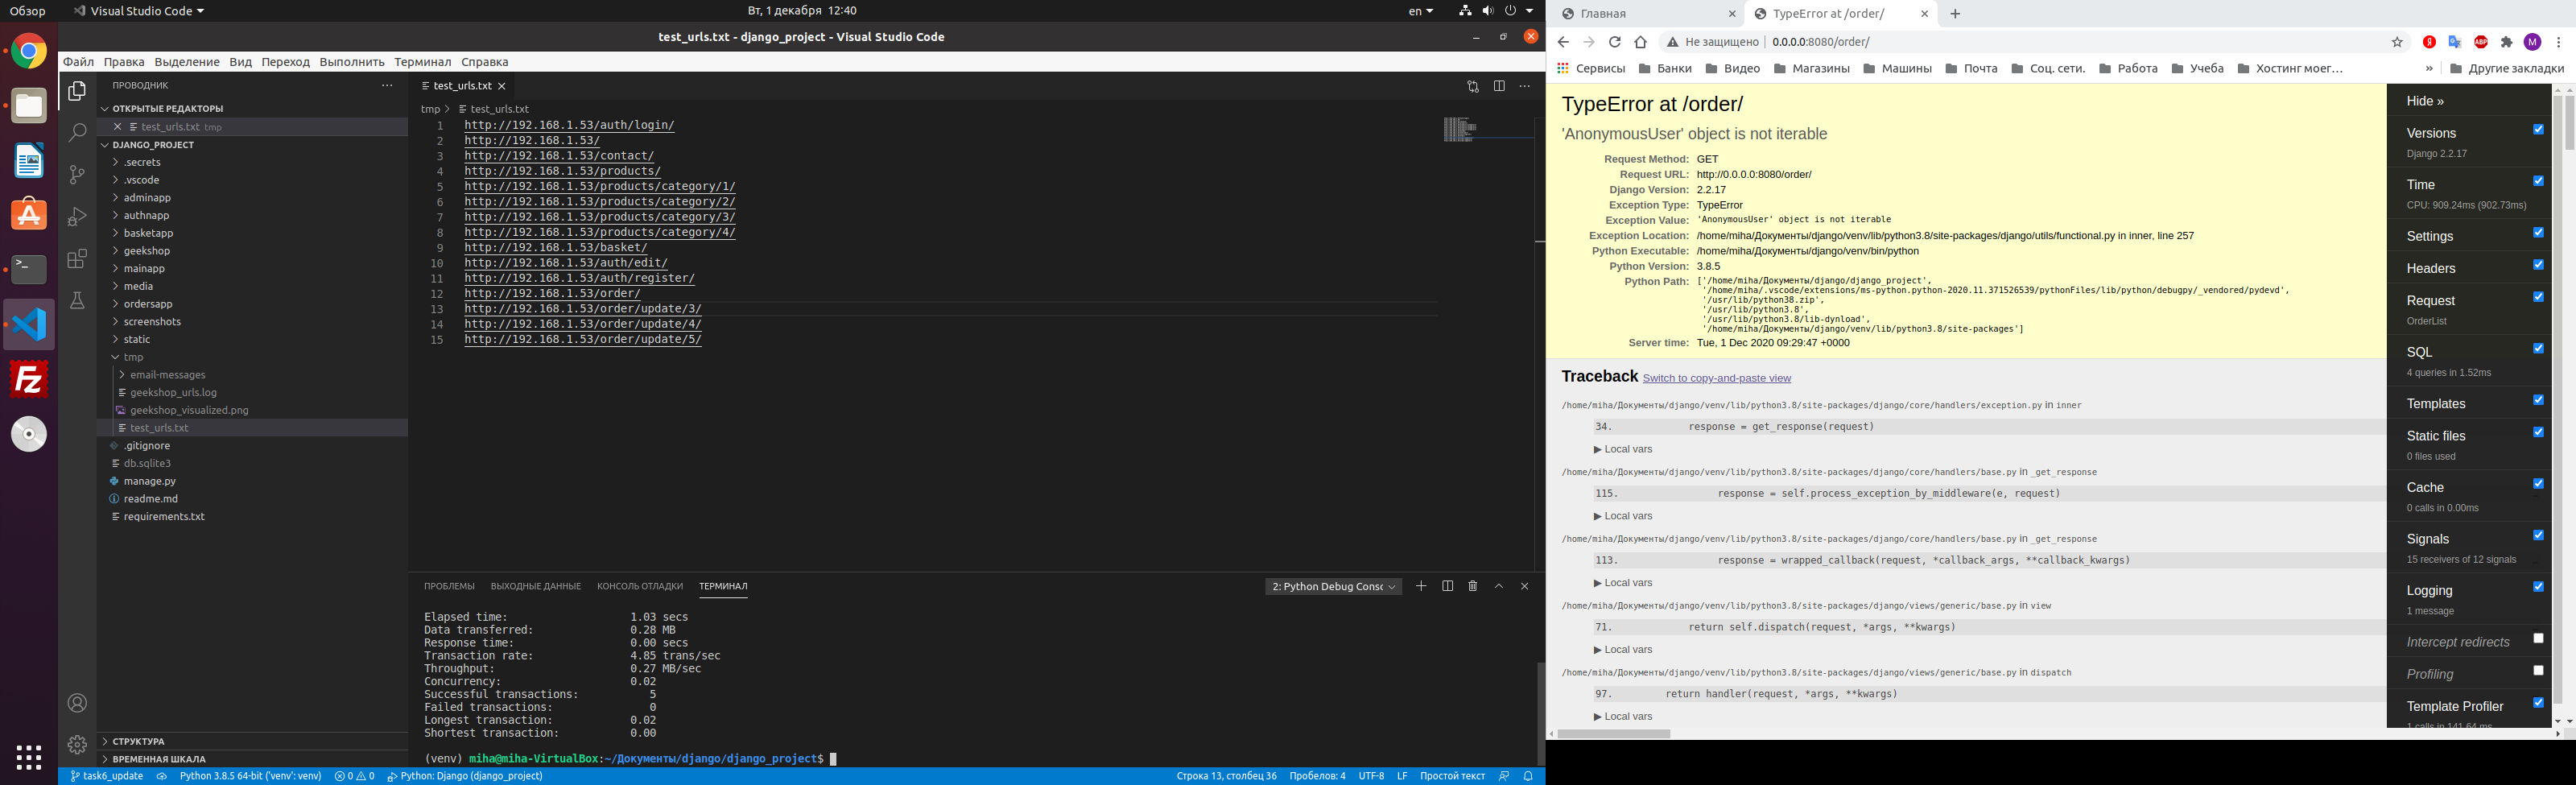 Обзор
Visual Studio Code
Вт, 1 декабря 12:40
en
test_urls.txt - django_project - Visual Studio Code
Файл Правка Выделение Вид Переход Выполнить Терминал Справка
ПРОВОДНИК
ОТКРЫТЫЕ РЕДАКТОРЫ
test_urls.txt tmp
DJANGO_PROJECT
.secrets
.vscode
adminapp
authnapp
basketapp
geekshop
mainapp
media
ordersapp
screenshots
static
tmp
email-messages
geekshop_urls.log
geekshop_visualized.png
test_urls.txt
.gitignore
db.sqlite3
manage.py
readme.md
requirements.txt
СТРУКТУРА
ВРЕМЕННАЯ ШКАЛА
test_urls.txt
tmp > test_urls.txt
1 http://192.168.1.53/auth/login/
2 http://192.168.1.53/
3 http://192.168.1.53/contact/
4 http://192.168.1.53/products/
5 http://192.168.1.53/products/category/1/
6 http://192.168.1.53/products/category/2/
7 http://192.168.1.53/products/category/3/
8 http://192.168.1.53/products/category/4/
9 http://192.168.1.53/basket/
10 http://192.168.1.53/auth/edit/
11 http://192.168.1.53/auth/register/
12 http://192.168.1.53/order/
13 http://192.168.1.53/order/update/3/
14 http://192.168.1.53/order/update/4/
15 http://192.168.1.53/order/update/5/
ПРОБЛЕМЫ ВЫХОДНЫЕ ДАННЫЕ КОНСОЛЬ ОТЛАДКИ ТЕРМИНАЛ
2: Python Debug Consc
Elapsed time: 1.03 secs
Data transferred: 0.28 MB
Response time: 0.00 secs
Transaction rate: 4.85 trans/sec
Throughput: 0.27 MB/sec
Concurrency: 0.02
Successful transactions: 5
Failed transactions: 0
Longest transaction: 0.02
Shortest transaction: 0.00
(venv) miha@miha-VirtualBox:~/Документы/django/django_project$
task6_update Python 3.8.5 64-bit ('venv': venv) 0 0 Python: Django (django_project)
Строка 13, столбец 36 Пробелов: 4 UTF-8 LF Простой текст
Главная
TypeError at /order/
Не защищено | 0.0.0.0:8080/order/
ABP
M
Сервисы Банки Видео Магазины Машины Почта Соц. сети. Работа Учеба Хостинг моег… » Другие закладки
TypeError at /order/
'AnonymousUser' object is not iterable
Request Method: GET
Request URL: http://0.0.0.0:8080/order/
Django Version: 2.2.17
Exception Type: TypeError
Exception Value: 'AnonymousUser' object is not iterable
Exception Location: /home/miha/Документы/django/venv/lib/python3.8/site-packages/django/utils/functional.py in inner, line 257
Python Executable: /home/miha/Документы/django/venv/bin/python
Python Version: 3.8.5
Python Path: ['/home/miha/Документы/django/django_project',
'/home/miha/.vscode/extensions/ms-python.python-2020.11.371526539/pythonFiles/lib/python/debugpy/_vendored/pydevd',
'/usr/lib/python38.zip',
'/usr/lib/python3.8',
'/usr/lib/python3.8/lib-dynload',
'/home/miha/Документы/django/venv/lib/python3.8/site-packages']
Server time: Tue, 1 Dec 2020 09:29:47 +0000
Traceback Switch to copy-and-paste view
/home/miha/Документы/django/venv/lib/python3.8/site-packages/django/core/handlers/exception.py in inner
34. response = get_response(request)
▶ Local vars
/home/miha/Документы/django/venv/lib/python3.8/site-packages/django/core/handlers/base.py in _get_response
115. response = self.process_exception_by_middleware(e, request)
▶ Local vars
/home/miha/Документы/django/venv/lib/python3.8/site-packages/django/core/handlers/base.py in _get_response
113. response = wrapped_callback(request, *callback_args, **callback_kwargs)
▶ Local vars
/home/miha/Документы/django/venv/lib/python3.8/site-packages/django/views/generic/base.py in view
71. return self.dispatch(request, *args, **kwargs)
▶ Local vars
/home/miha/Документы/django/venv/lib/python3.8/site-packages/django/views/generic/base.py in dispatch
97. return handler(request, *args, **kwargs)
▶ Local vars
Hide »
Versions
Django 2.2.17
Time
CPU: 909.24ms (902.73ms)
Settings
Headers
Request
OrderList
SQL
4 queries in 1.52ms
Templates
Static files
0 files used
Cache
0 calls in 0.00ms
Signals
15 receivers of 12 signals
Logging
1 message
Intercept redirects
Profiling
Template Profiler
1 calls in 141.64 ms